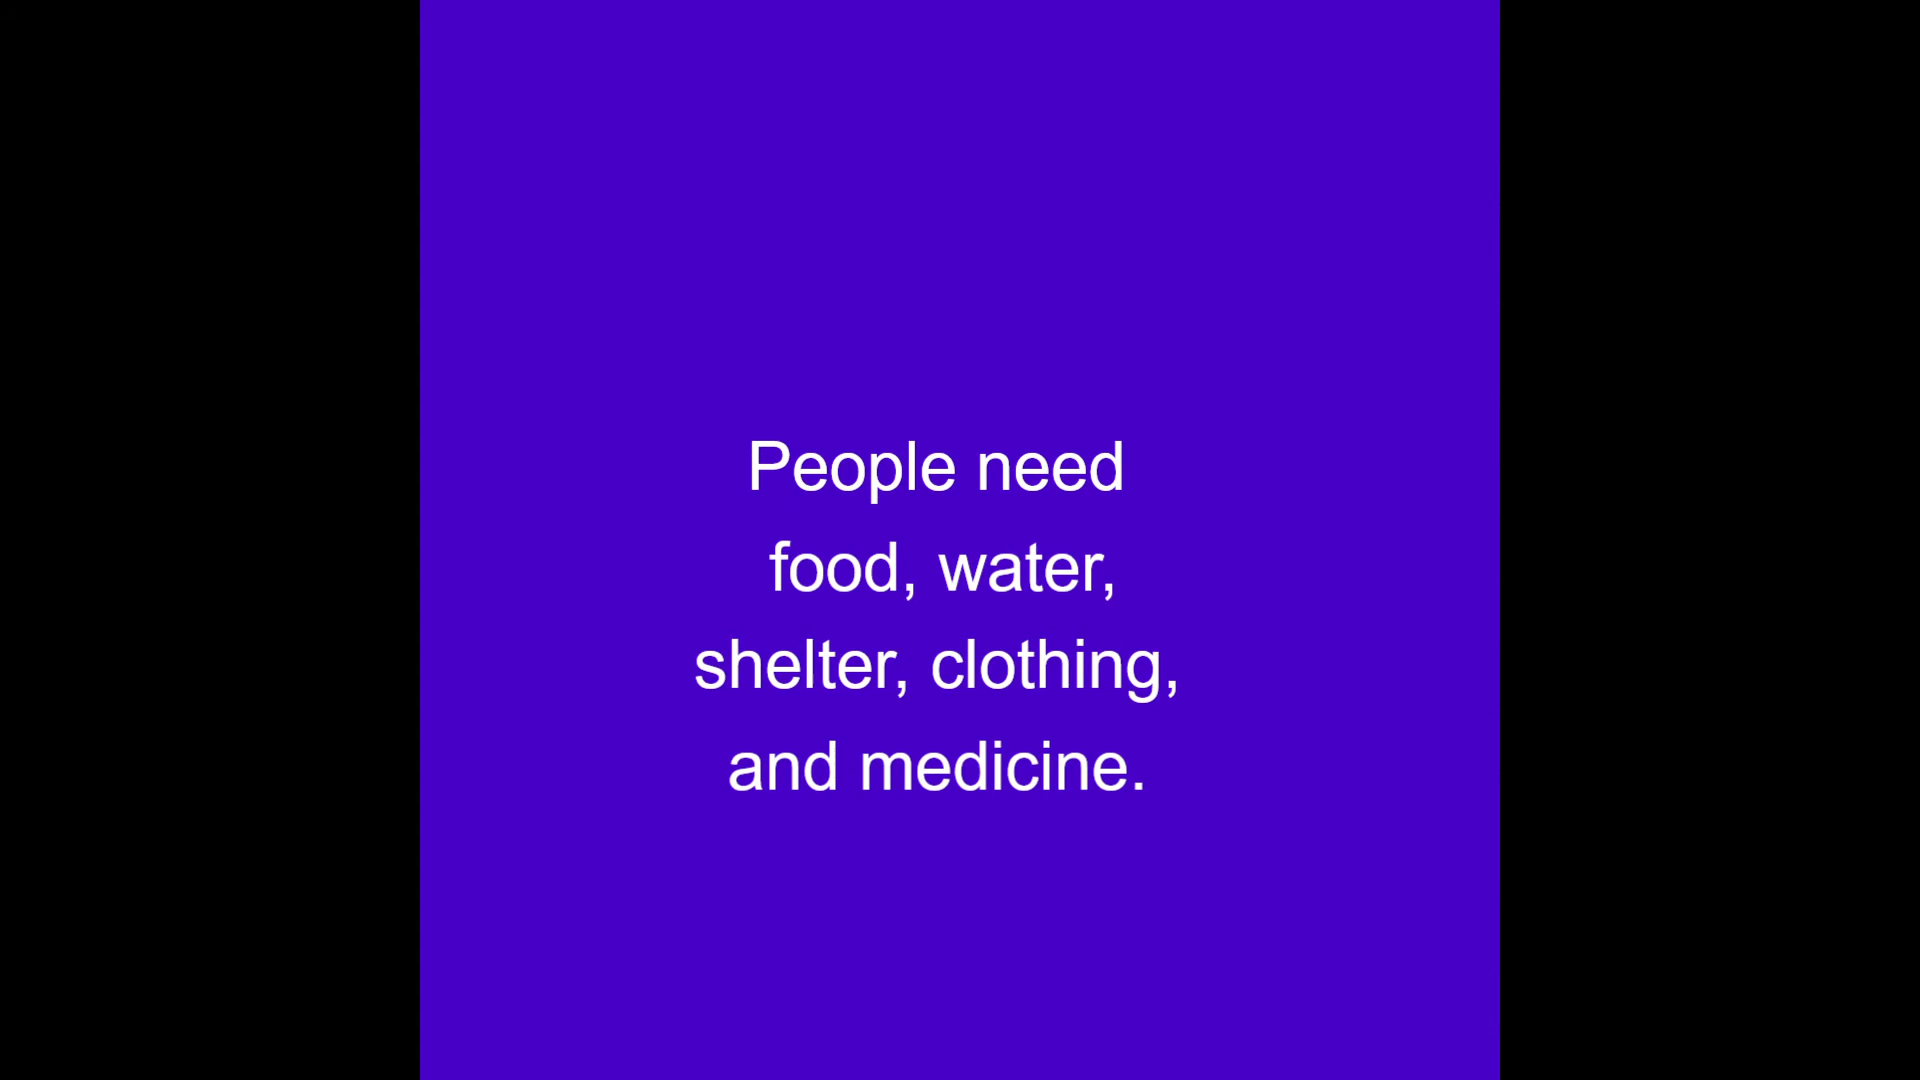 People need
food, water,
shelter, clothing,
and medicine.